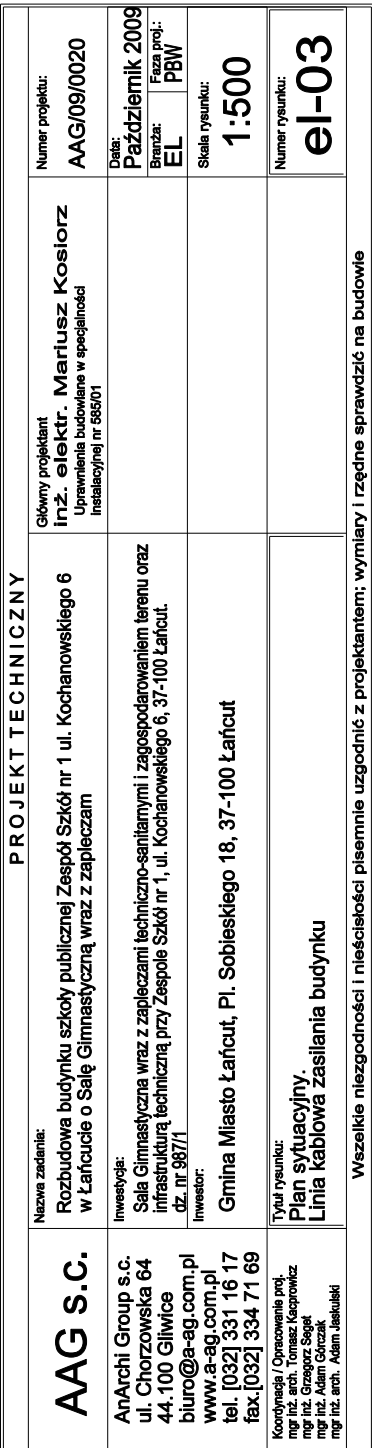 PROJEKT TECHNICZNY
AAG s.c.
Nazwa zadania:
Rozbudowa budynku szkoły publicznej Zespół Szkół nr 1 ul. Kochanowskiego 6
w Łańcucie o Salę Gimnastyczną wraz z zapleczam
Główny projektant
inż. elektr. Mariusz Kosiorz
Uprawnienia budowlane w specjalności
Instalacyjnej nr 585/01
Numer projektu:
AAG/09/0020
AnArchi Group s.c.
ul. Chorzowska 64
44.100 Gliwice
biuro@a-ag.com.pl
www.a-ag.com.pl
tel. [032] 331 16 17
fax.[032] 334 71 69
Inwestycja:
Sala Gimnastyczna wraz z zapleczami techniczno-sanitarnymi i zagospodarowaniem terenu oraz
infrastrukturą techniczną przy Zespole Szkół nr 1, ul. Kochanowskiego 6, 37-100 Łańcut.
dz. nr 987/1
Data:
Październik 2009
Branża:
EL
Faza proj.:
PBW
Inwestor:
Gmina Miasto Łańcut, Pl. Sobieskiego 18, 37-100 Łańcut
Skala rysunku:
1:500
Koordynacja / Opracowanie proj.
mgr inż. arch. Tomasz Kacprowicz
mgr inż. Grzegorz Seget
mgr inż. Adam Górczak
mgr inż. arch. Adam Jaskulski
Tytuł rysunku:
Plan sytuacyjny.
Linia kablowa zasilania budynku
Numer rysunku:
el-03
Wszelkie niezgodności i nieścisłości pisemnie uzgodnić z projektantem; wymiary i rzędne sprawdzić na budowie